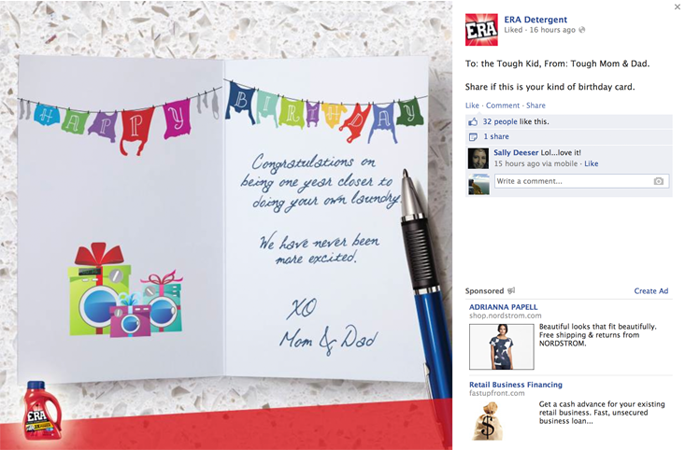 HAPPY BIRTHDAY
Congratulations on
being one year closer to
doing your own laundry.
We have never been
more excited.
XO
Mom & Dad
ERA
ERA
ERA Detergent
Liked · 16 hours ago
To: the Tough Kid, From: Tough Mom & Dad.
Share if this is your kind of birthday card.
Like · Comment · Share
32 people like this.
1 share
Sally Deeser Lol...love it!
15 hours ago via mobile · Like
Write a comment...
Sponsored
Create Ad
ADRIANNA PAPELL
shop.nordstrom.com
Beautiful looks that fit beautifully.
Free shipping & returns from
NORDSTROM.
Retail Business Financing
fastupfront.com
$
Get a cash advance for your existing
retail business. Fast, unsecured
business loan...